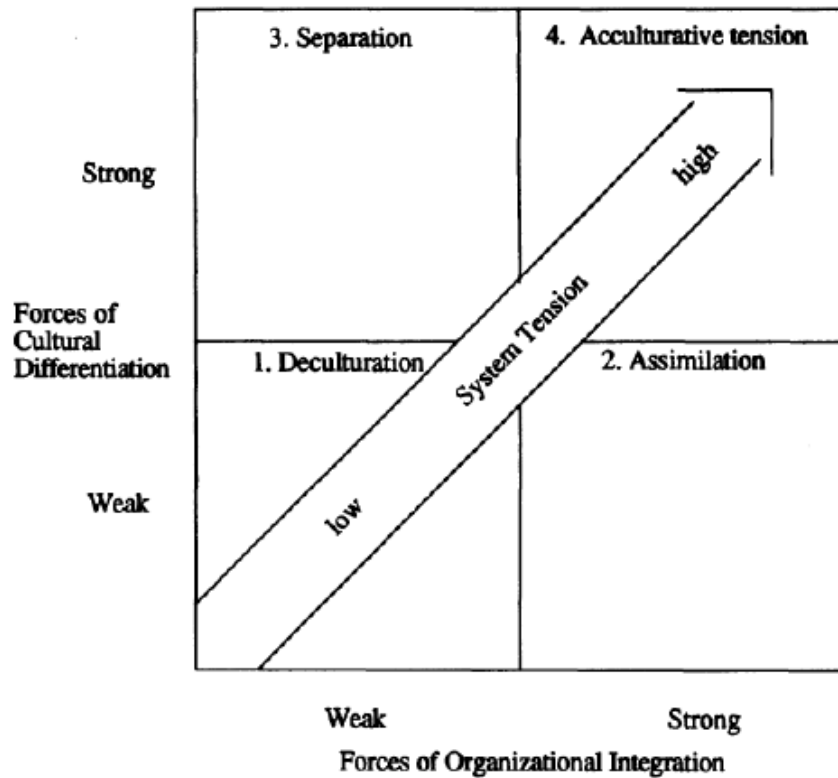 3. Separation
4. Acculturative tension
Strong
high
Forces of
Cultural
Differentiation
System Tension
1. Deculturation
2. Assimilation
Weak
low
Weak
Strong
Forces of Organizational Integration